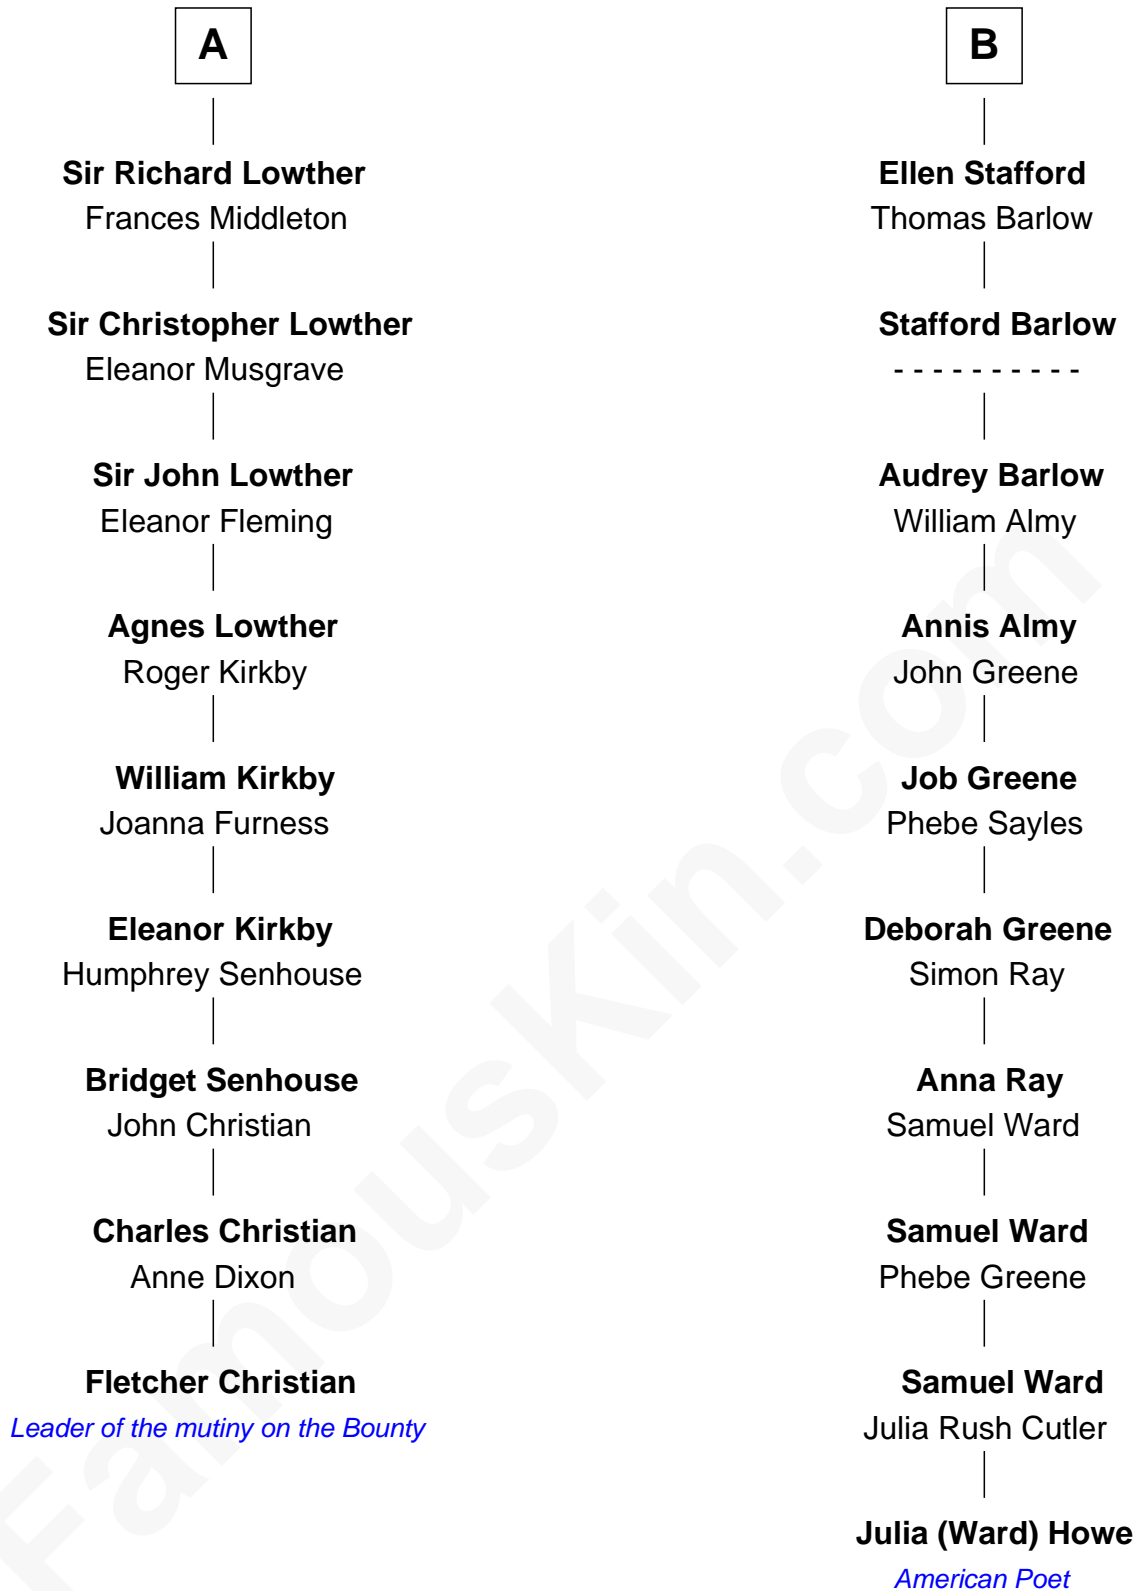 A
Sir Richard Lowther
Frances Middleton
Sir Christopher Lowther
Eleanor Musgrave
Sir John Lowther
Eleanor Fleming
Agnes Lowther
Roger Kirkby
William Kirkby
Joanna Furness
Eleanor Kirkby
Humphrey Senhouse
Bridget Senhouse
John Christian
Charles Christian
Anne Dixon
Fletcher Christian
Leader of the mutiny on the Bounty
B
Ellen Stafford
Thomas Barlow
Stafford Barlow
- - - - - - - - - -
Audrey Barlow
William Almy
Annis Almy
John Greene
Job Greene
Phebe Sayles
Deborah Greene
Simon Ray
Anna Ray
Samuel Ward
Samuel Ward
Phebe Greene
Samuel Ward
Julia Rush Cutler
Julia (Ward) Howe
American Poet
FamousKin.com